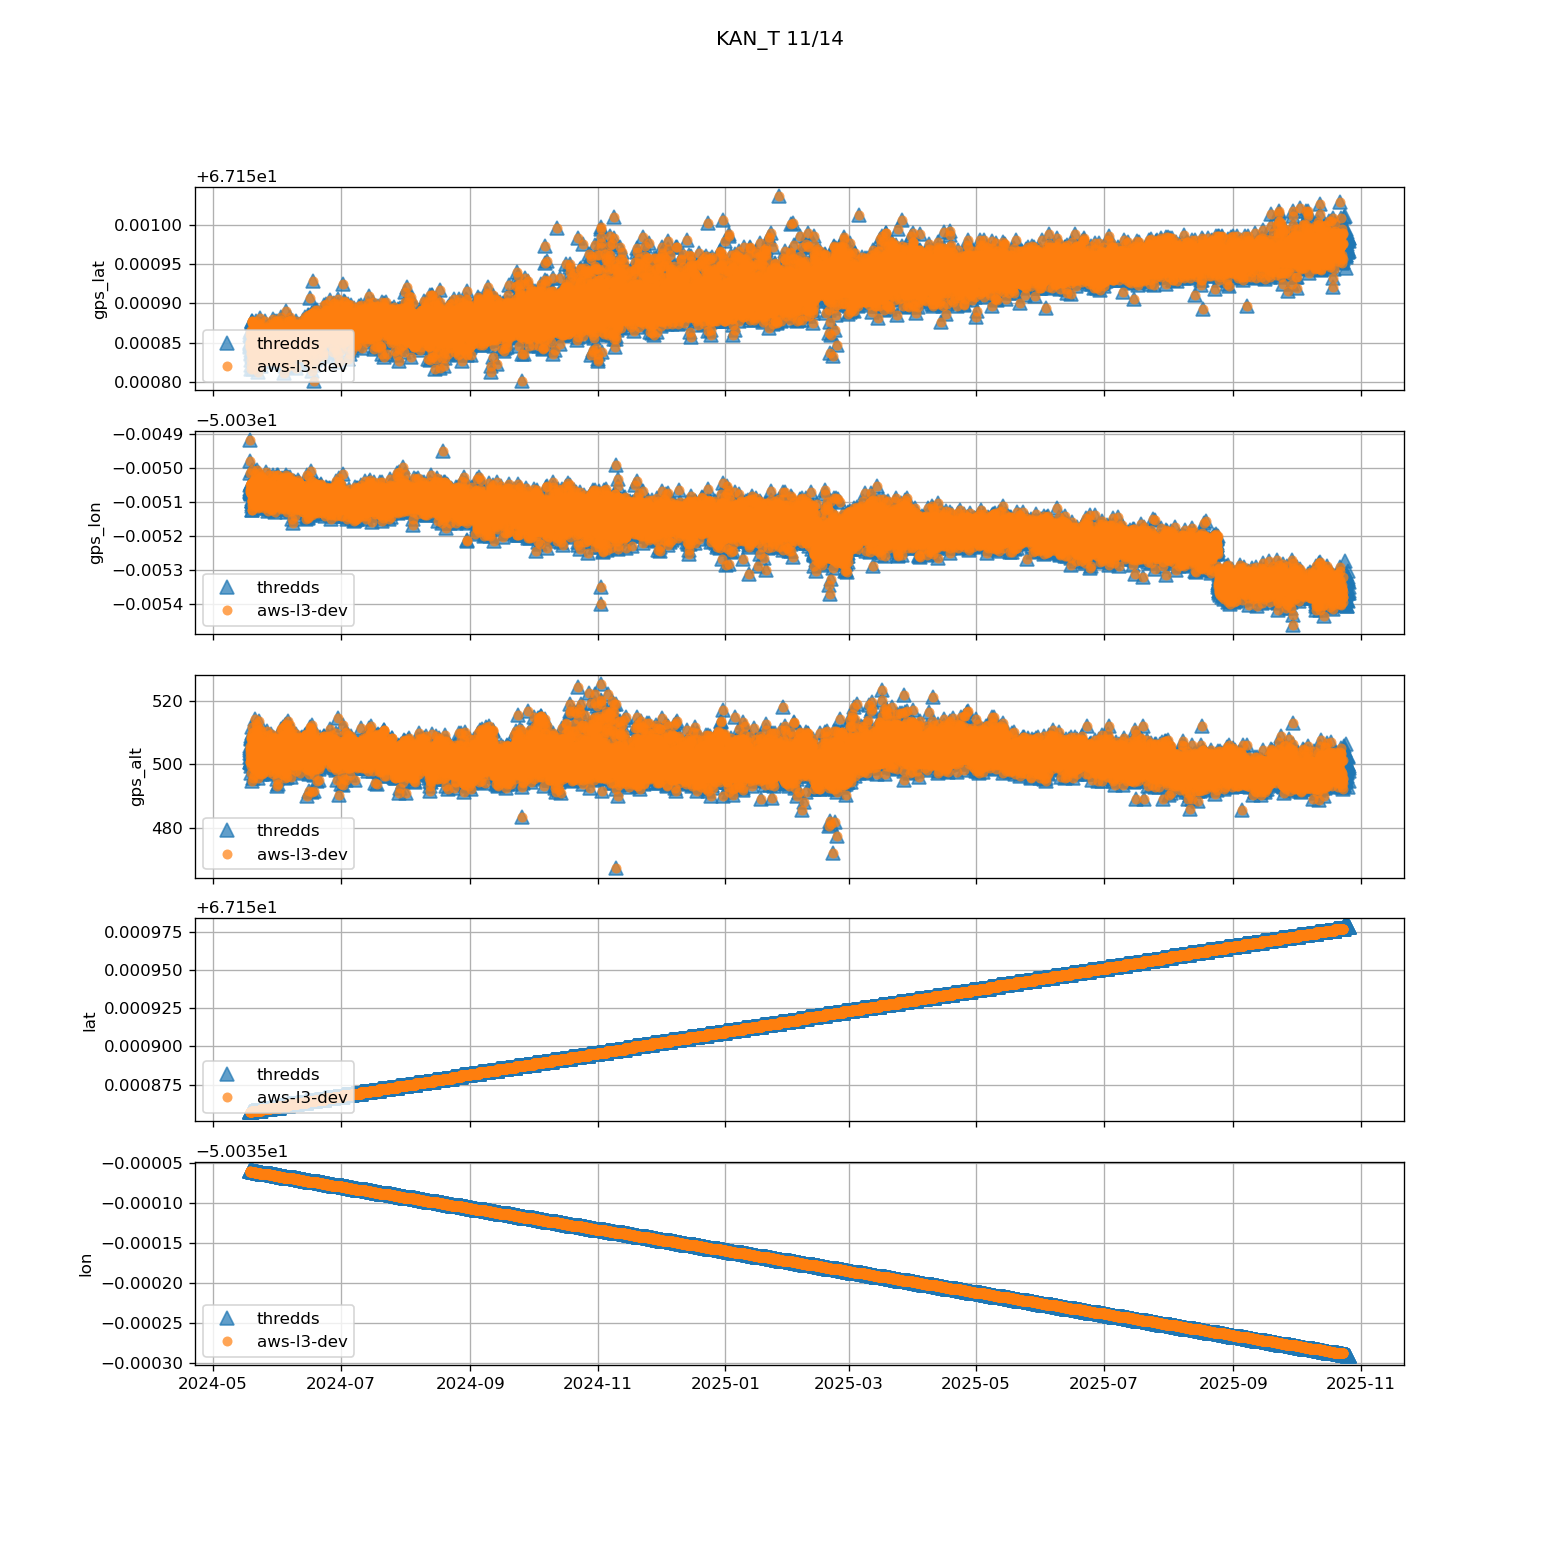 KAN_T 11/14
+6.715e1
0.00100
0.00095
0.00090
0.00085
0.00080
gps_lat
thredds
aws-l3-dev
−5.003e1
−0.0049
−0.0050
−0.0051
−0.0052
−0.0053
−0.0054
gps_lon
thredds
aws-l3-dev
520
500
480
gps_alt
thredds
aws-l3-dev
+6.715e1
0.000975
0.000950
0.000925
0.000900
0.000875
lat
thredds
aws-l3-dev
−5.0035e1
−0.00005
−0.00010
−0.00015
−0.00020
−0.00025
−0.00030
lon
thredds
aws-l3-dev
2024-05 2024-07 2024-09 2024-11 2025-01 2025-03 2025-05 2025-07 2025-09 2025-11